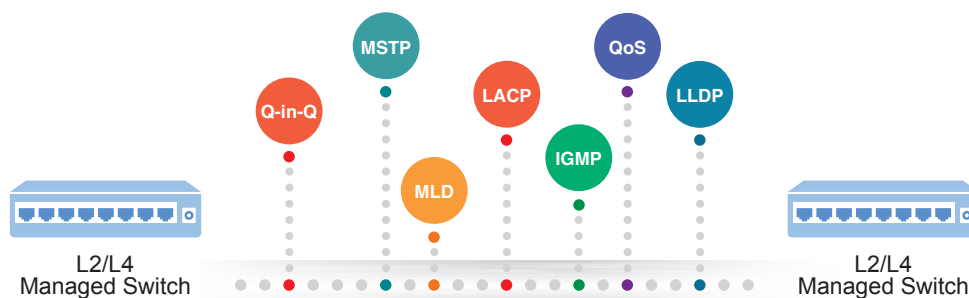 MSTP
QoS
Q-in-Q
LACP
LLDP
IGMP
MLD
L2/L4
Managed Switch
L2/L4
Managed Switch